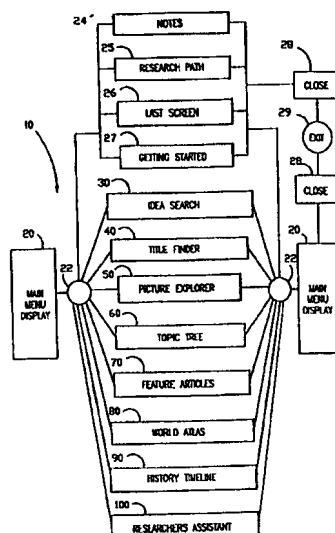 24
NOTES
25
RESEARCH PATH
28
CLOSE
26
LAST SCREEN
29
EXIT
27
GETTING STARTED
28
CLOSE
10
30
IDEA SEARCH
20
20
40
TITLE FINDER
22
22
50
PICTURE EXPLORER
MAIN
MENU
DISPLAY
MAIN
MENU
DISPLAY
60
TOPIC TREE
70
FEATURE ARTICLES
80
WORLD ATLAS
90
HISTORY TIMELINE
100
RESEARCHERS ASSISTANT